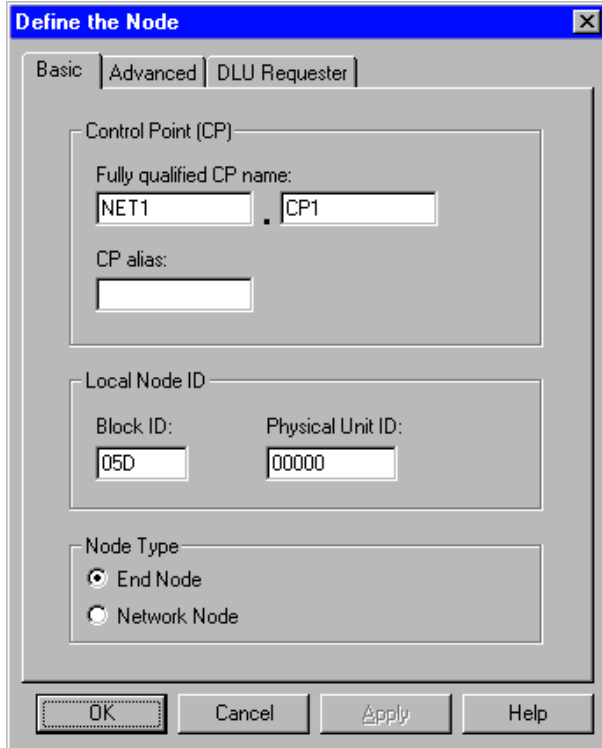 Define the Node
Basic Advanced DLU Requester
Control Point (CP)
Fully qualified CP name:
NET1 . CP1
CP alias:
Local Node ID
Block ID: Physical Unit ID:
05D 00000
Node Type
End Node
Network Node
OK Cancel Apply Help